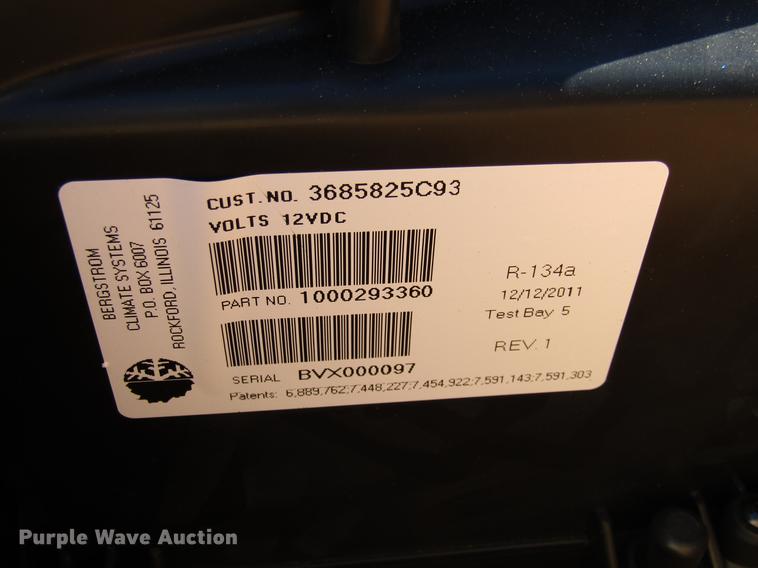 BERGSTROM
CLIMATE SYSTEMS
P.O. BOX 6007
ROCKFORD, ILLINOIS 61125
CUST. NO. 3685825C93
VOLTS 12VDC
PART NO. 1000293360
SERIAL BVX000097
Patents: 6,889,762;7,448,227;7,454,922;7,591,143;7,591,303
R-134a
12/12/2011
Test Bay 5
REV. 1
Purple Wave Auction